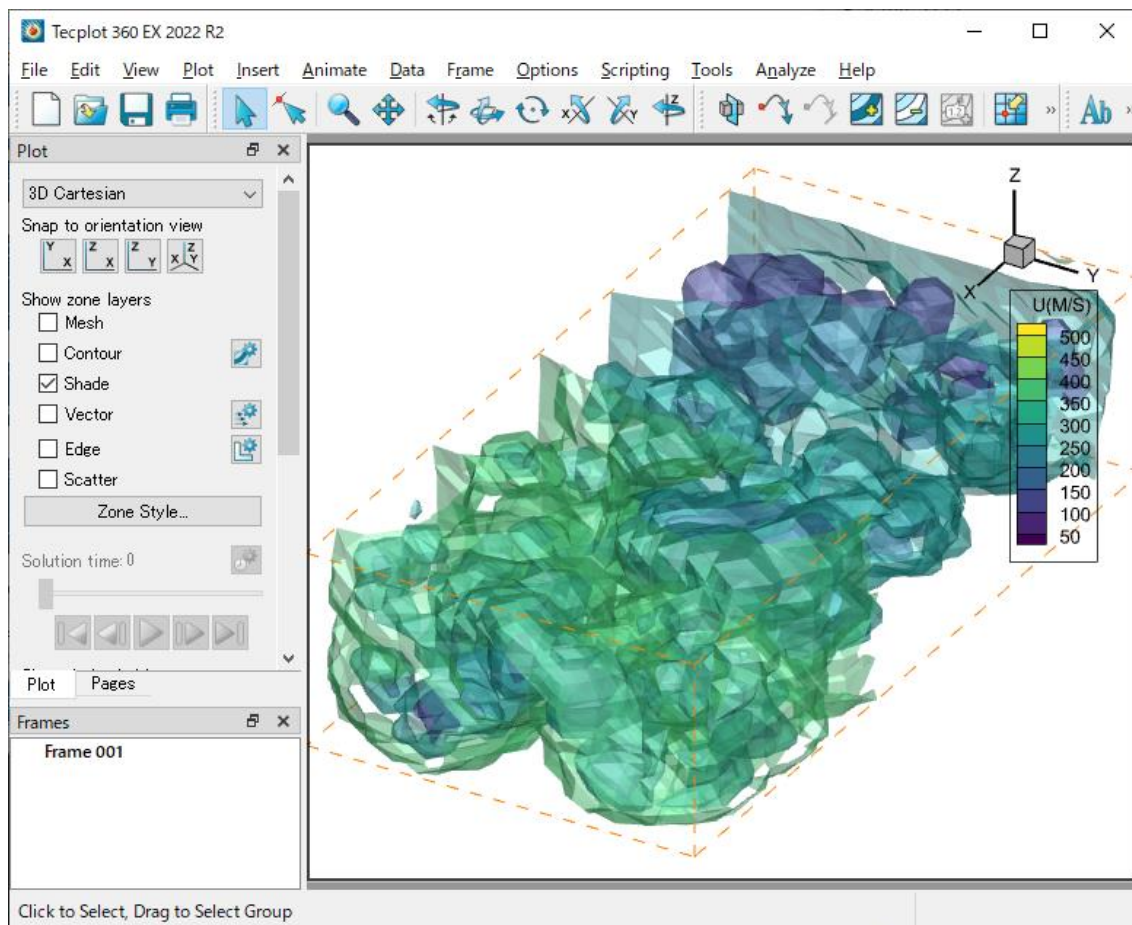 Tecplot 360 EX 2022 R2
File Edit View Plot Insert Animate Data Frame Options Scripting Tools Analyze Help
Ab
Plot
3D Cartesian
Snap to orientation view
Y X Z X Z Y X Z Y
Show zone layers
Mesh
Contour
Shade
Vector
Edge
Scatter
Zone Style...
Solution time: 0
Plot Pages
Frames
Frame 001
Z
Y
X
U(M/S)
500
450
400
350
300
250
200
150
100
50
Click to Select, Drag to Select Group